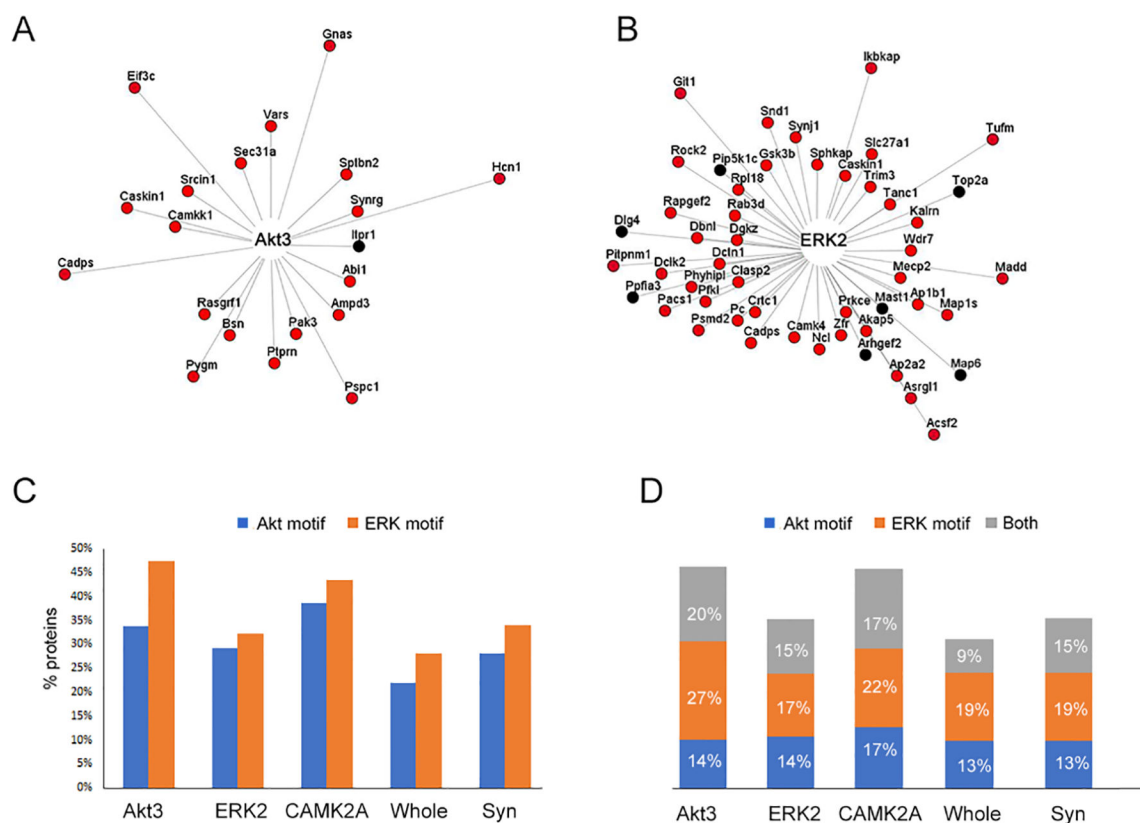 A
Gnas
Eif3c
Vars
Sec31a
Splbn2
Hcn1
Srcin1
Caskin1
Synrg
Camkk1
Itpr1
Akt3
Cadps
Abi1
Rasgrf1
Ampd3
Bsn
Pak3
Ptprn
Pygm
Pspc1
B
Ikbkap
Git1
Snd1
Synj1
Tufm
Rock2
Pip5k1c
Gsk3b
Sphkap
Slc27a1
Caskin1
Trim3
Top2a
Rpl18
Tanc1
Rapgef2
Rab3d
Kalrn
Dlg4
Dbnl
Dgkz
ERK2
Wdr7
Pitpnm1
Dclk2
Dctn1
Mecp2
Madd
Phyhipl
Clasp2
Ppfia3
Pacs1
Pfkl
Prkce
Mast1
Ap1b1
Map1s
Psmd2
Pc
Crtc1
Cadps
Camk4
Ncl
Zfr
Akap5
Arhgef2
Ap2a2
Map6
Asrgl1
Acsf2
C
Akt motif ERK motif
% proteins
50%
45%
40%
35%
30%
25%
20%
15%
10%
5%
0%
Akt3 ERK2 CAMK2A Whole Syn
D
Akt motif ERK motif Both
20% 15% 17% 9% 15%
27% 17% 22% 19% 19%
14% 14% 17% 13% 13%
Akt3 ERK2 CAMK2A Whole Syn